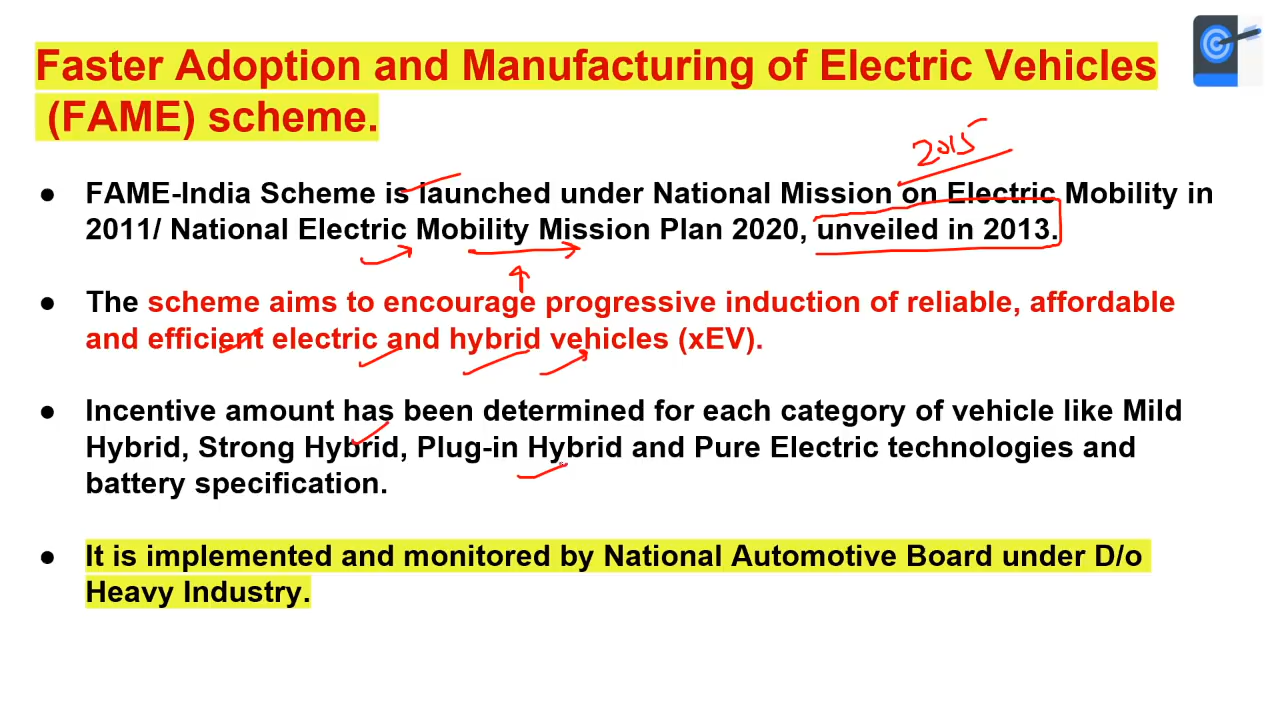 Faster Adoption and Manufacturing of Electric Vehicles
(FAME) scheme.
2015
● FAME-India Scheme is launched under National Mission on Electric Mobility in
2011/ National Electric Mobility Mission Plan 2020, unveiled in 2013.
● The scheme aims to encourage progressive induction of reliable, affordable
and efficient electric and hybrid vehicles (xEV).
● Incentive amount has been determined for each category of vehicle like Mild
Hybrid, Strong Hybrid, Plug-in Hybrid and Pure Electric technologies and
battery specification.
● It is implemented and monitored by National Automotive Board under D/o
Heavy Industry.